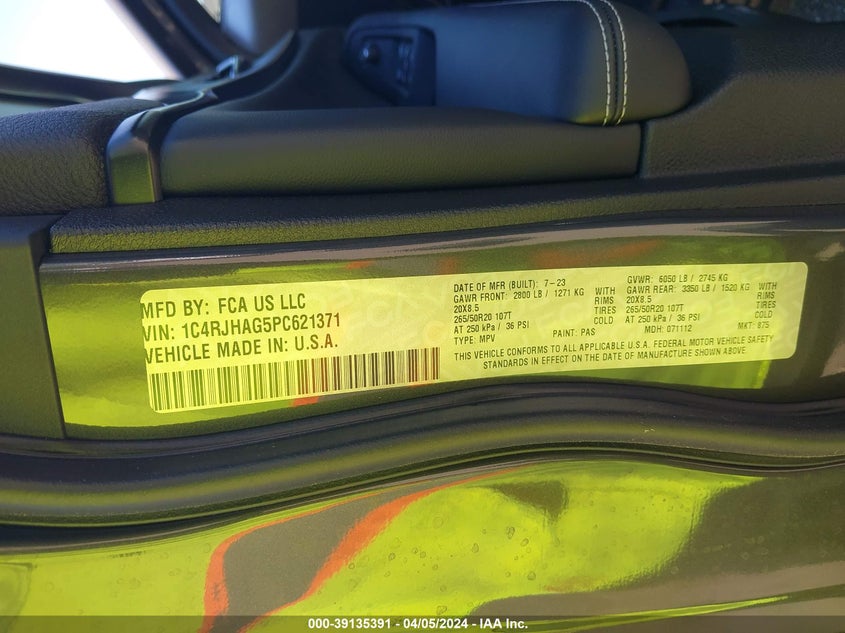 MFD BY: FCA US LLC
VIN: 1C4RJHAG5PC621371
VEHICLE MADE IN: U.S.A.
DATE OF MFR (BUILT): 7-23
GAWR FRONT: 2800 LB / 1271 KG WITH
20X8.5 RIMS
265/50R20 107T TIRES
AT 250 kPa / 36 PSI COLD
TYPE: MPV PAINT: PAS
GVWR: 6050 LB / 2745 KG
GAWR REAR: 3350 LB / 1520 KG WITH
20X8.5 RIMS
265/50R20 107T TIRES
AT 250 kPa / 36 PSI COLD
MDH: 071112 MKT: 875
THIS VEHICLE CONFORMS TO ALL APPLICABLE U.S.A. FEDERAL MOTOR VEHICLE SAFETY
STANDARDS IN EFFECT ON THE DATE OF MANUFACTURE SHOWN ABOVE
000-39135391 - 04/05/2024 - IAA Inc.